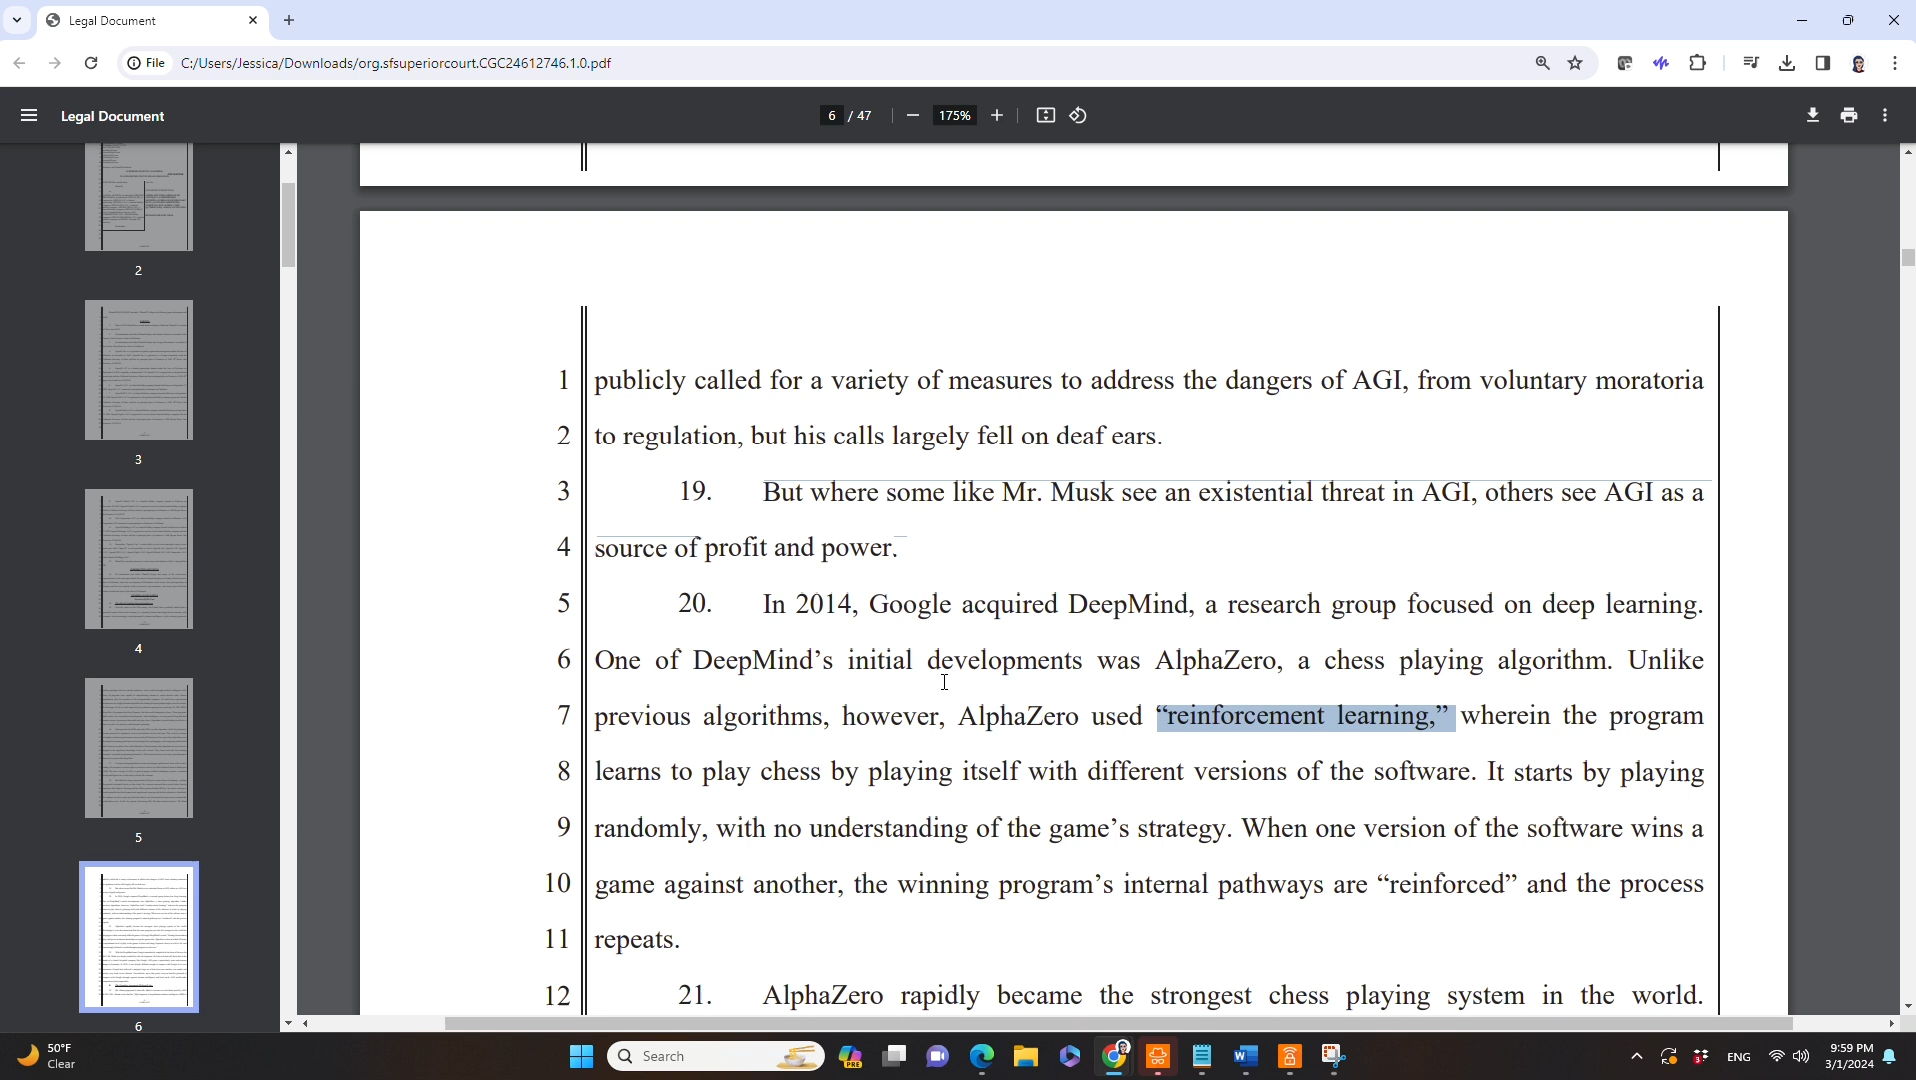 Legal Document
File
C:/Users/Jessica/Downloads/org.sfsuperiorcourt.CGC24612746.1.0.pdf
Legal Document
6 / 47
175%
2
3
4
5
6
1 publicly called for a variety of measures to address the dangers of AGI, from voluntary moratoria
2 to regulation, but his calls largely fell on deaf ears.
3 19. But where some like Mr. Musk see an existential threat in AGI, others see AGI as a
4 source of profit and power.
5 20. In 2014, Google acquired DeepMind, a research group focused on deep learning.
6 One of DeepMind’s initial developments was AlphaZero, a chess playing algorithm. Unlike
7 previous algorithms, however, AlphaZero used “reinforcement learning,” wherein the program
8 learns to play chess by playing itself with different versions of the software. It starts by playing
9 randomly, with no understanding of the game’s strategy. When one version of the software wins a
10 game against another, the winning program’s internal pathways are “reinforced” and the process
11 repeats.
12 21. AlphaZero rapidly became the strongest chess playing system in the world.
50°F
Clear
Search
PRE
3
ENG
9:59 PM
3/1/2024